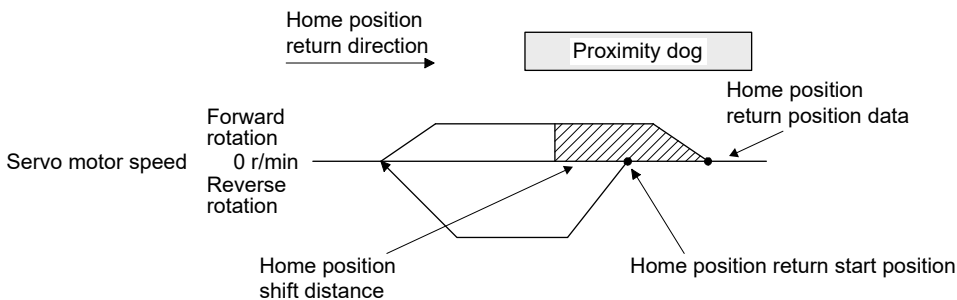 Home position
return direction
Proximity dog
Home position
return position data
Forward
rotation
Servo motor speed 0 r/min
Reverse
rotation
Home position
shift distance
Home position return start position